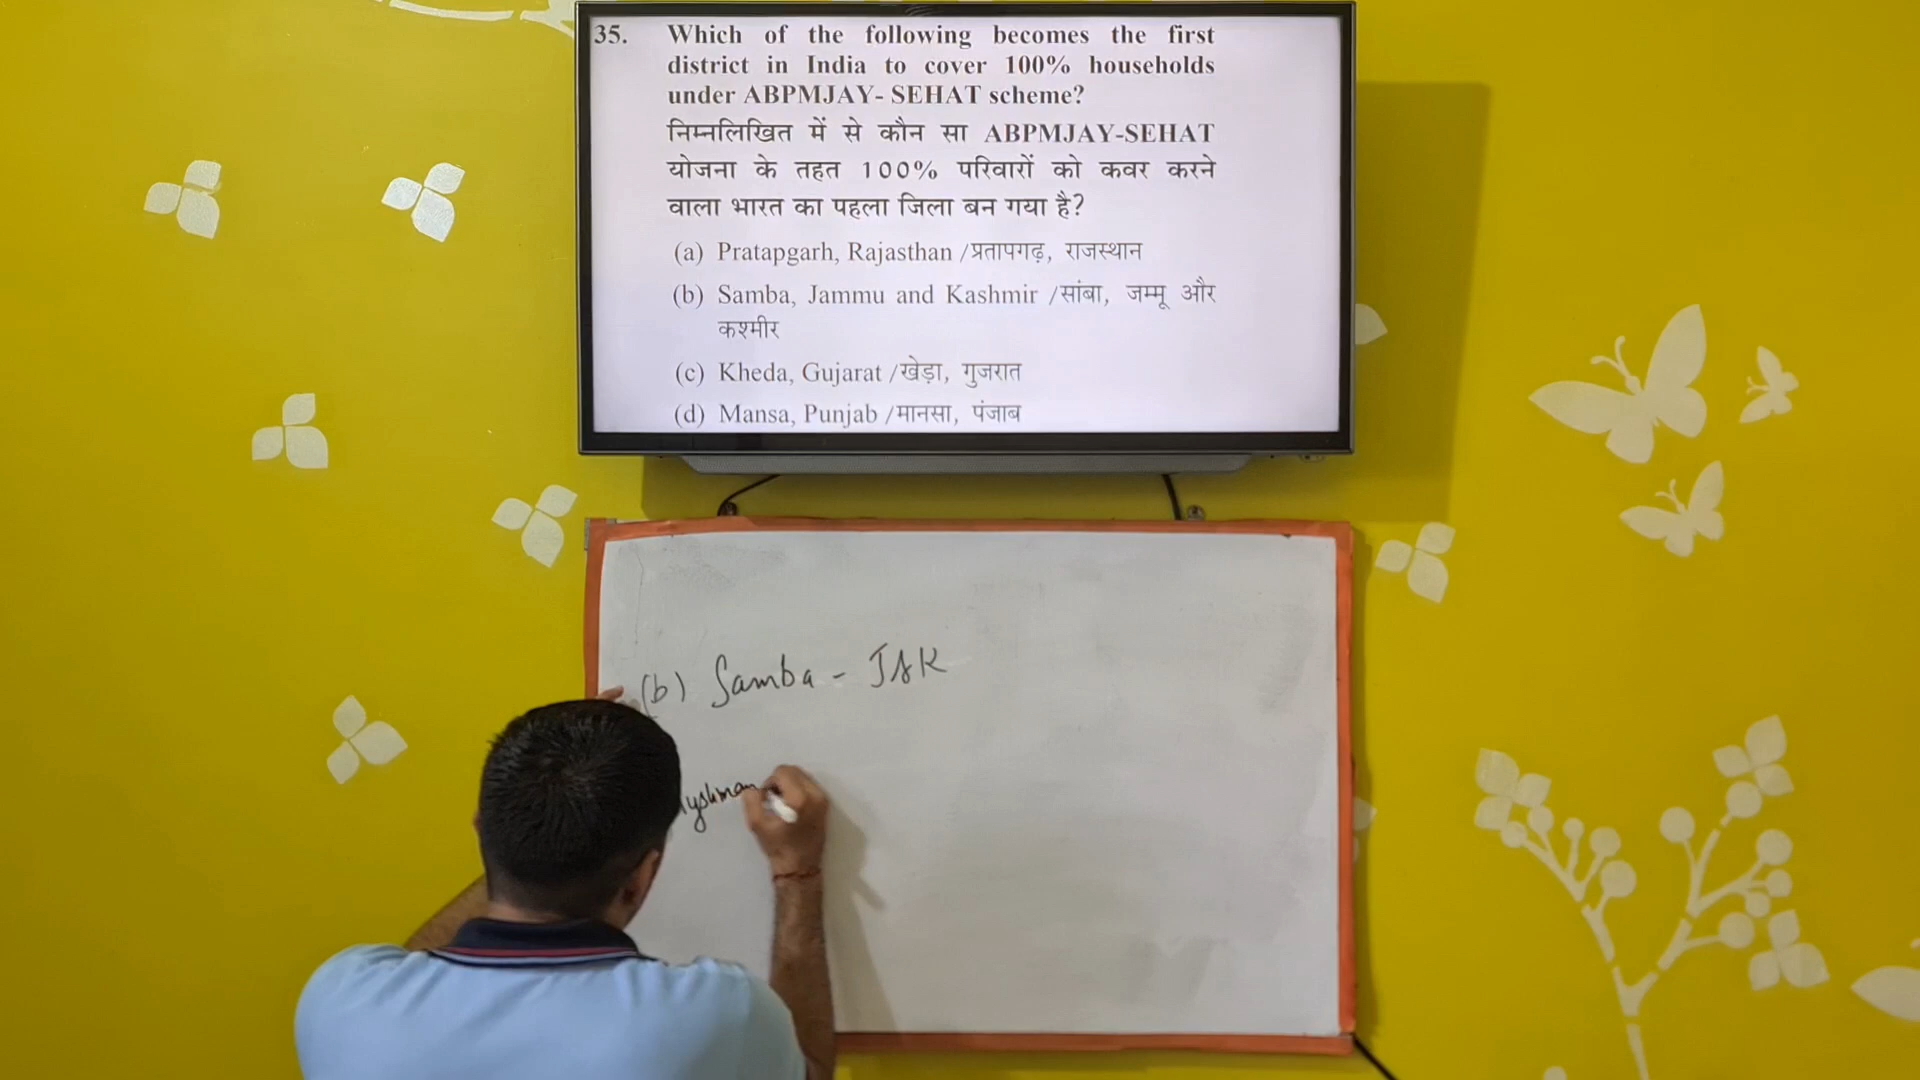 35. Which of the following becomes the first
district in India to cover 100% households
under ABPMJAY- SEHAT scheme?
निम्नलिखित में से कौन सा ABPMJAY-SEHAT
योजना के तहत 100% परिवारों को कवर करने
वाला भारत का पहला जिला बन गया है?
(a) Pratapgarh, Rajasthan /प्रतापगढ़, राजस्थान
(b) Samba, Jammu and Kashmir /सांबा, जम्मू और
कश्मीर
(c) Kheda, Gujarat /खेड़ा, गुजरात
(d) Mansa, Punjab /मानसा, पंजाब
(b) Samba - J&K
Ayshman